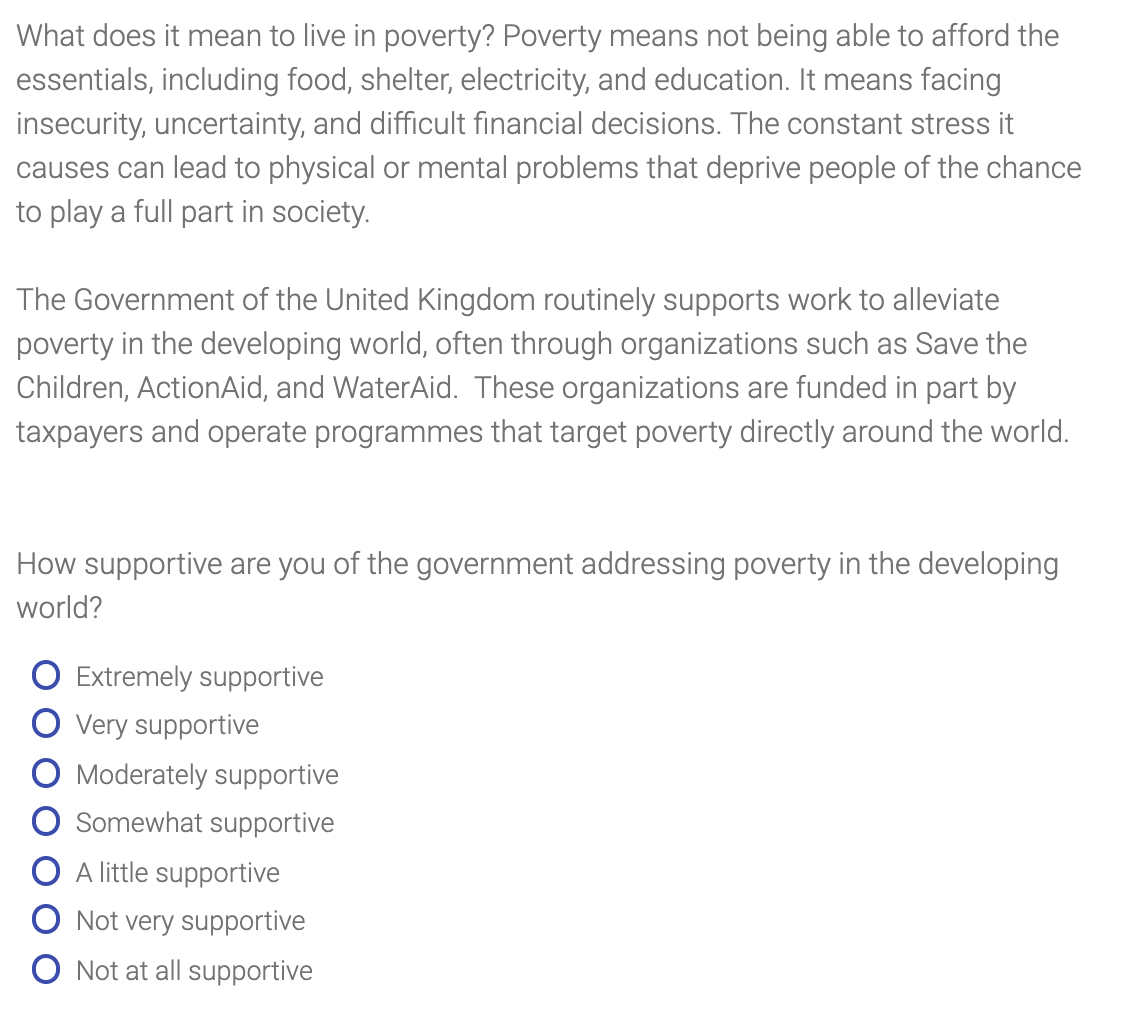 What does it mean to live in poverty? Poverty means not being able to afford the
essentials, including food, shelter, electricity, and education. It means facing
insecurity, uncertainty, and difficult financial decisions. The constant stress it
causes can lead to physical or mental problems that deprive people of the chance
to play a full part in society.
The Government of the United Kingdom routinely supports work to alleviate
poverty in the developing world, often through organizations such as Save the
Children, ActionAid, and WaterAid.  These organizations are funded in part by
taxpayers and operate programmes that target poverty directly around the world.
How supportive are you of the government addressing poverty in the developing
world?
Extremely supportive
Very supportive
Moderately supportive
Somewhat supportive
A little supportive
Not very supportive
Not at all supportive